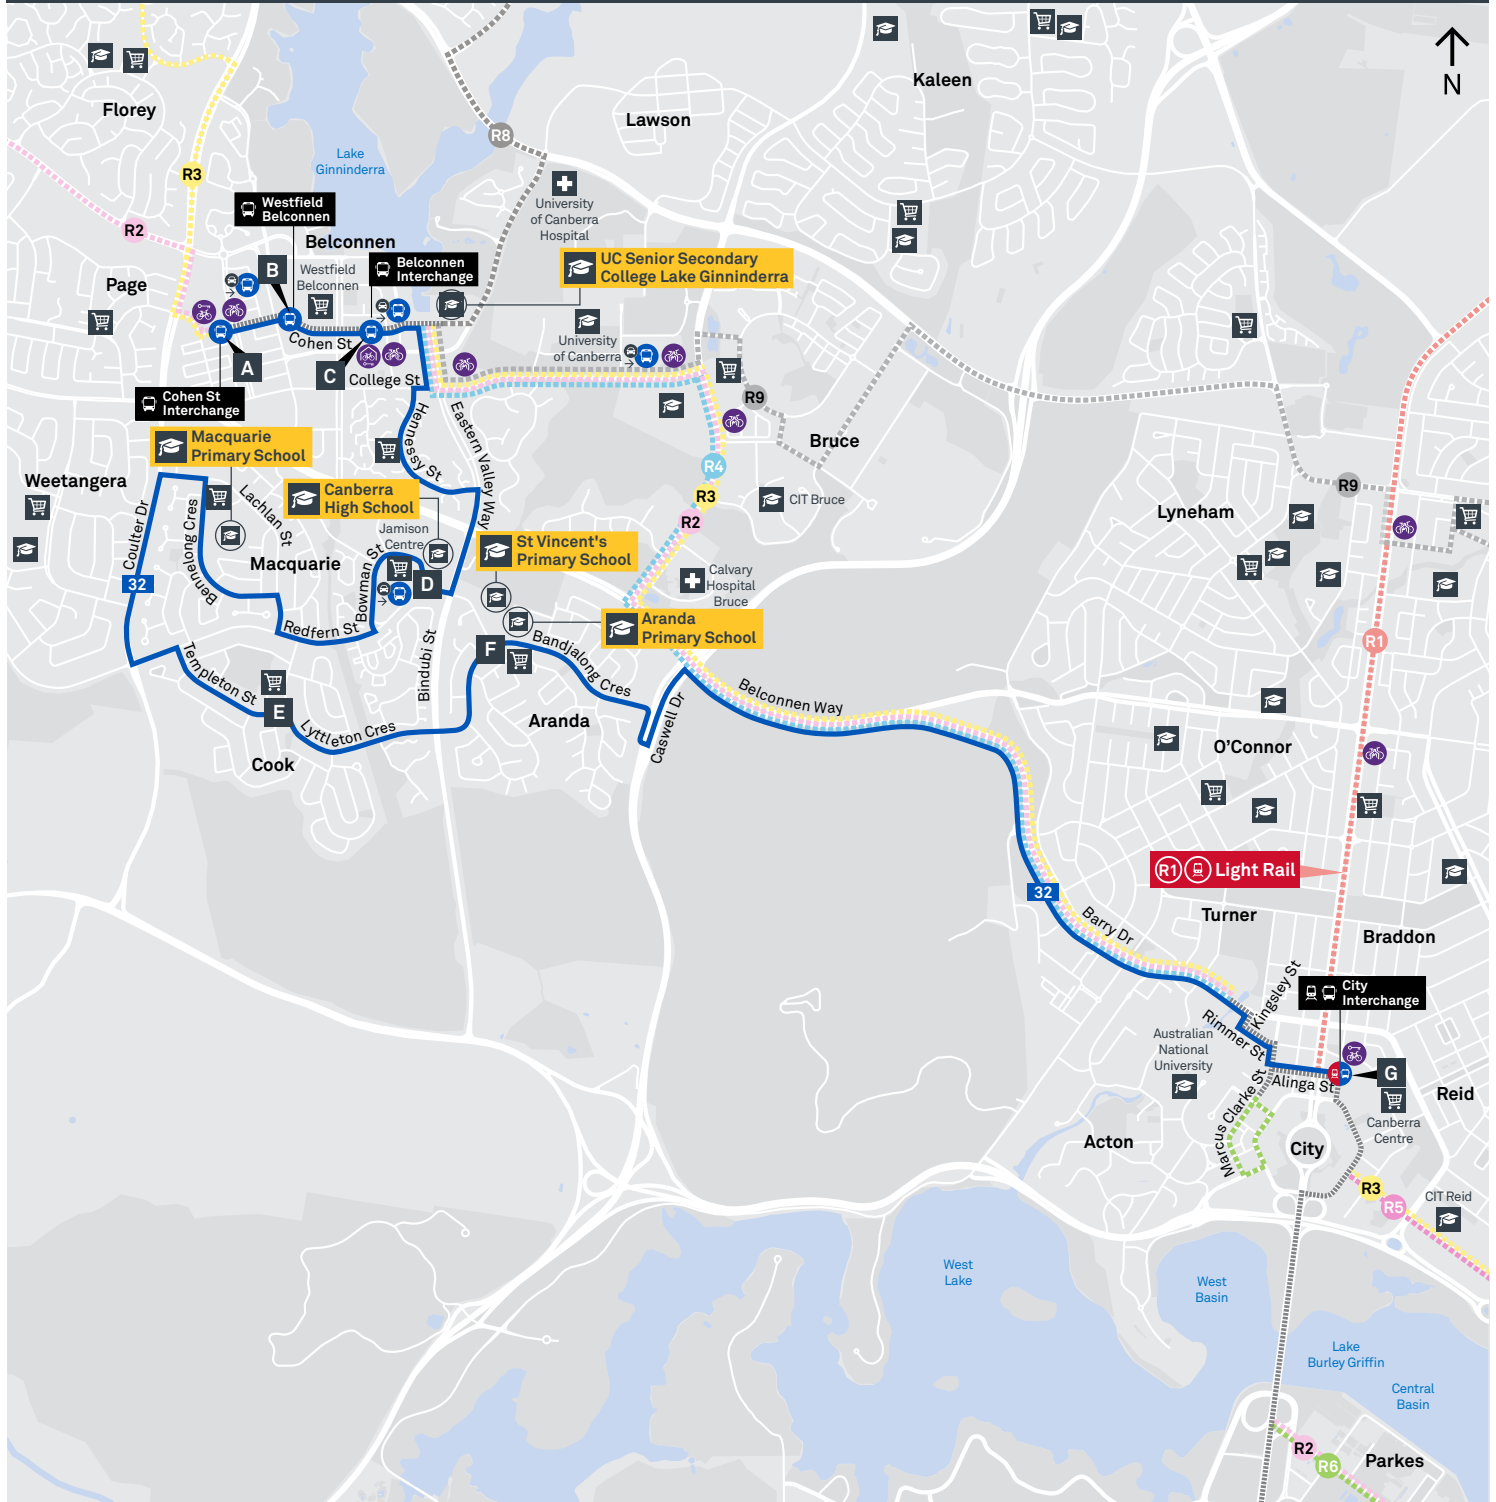 N
Kaleen
Florey
Lawson
R8
Lake
Ginninderra
R3
University
of Canberra
Hospital
Westfield
Belconnen
R2
Belconnen
UC Senior Secondary
College Lake Ginninderra
Belconnen
Interchange
B
Westfield
Belconnen
Page
Cohen St
University
of Canberra
A
C
College St
R9
Cohen St
Interchange
Hennessy St
Eastern Valley Way
Bruce
Macquarie
Primary School
R4
Weetangera
R3
R9
Canberra
High School
CIT Bruce
Lachlan St
Coulter Dr
Bennelong Cres
Lyneham
R2
Jamison
Centre
St Vincent's
Primary School
Macquarie
Bowman St
32
D
Calvary
Hospital
Bruce
Redfern St
Aranda
Primary School
R1
F
Bandjalong Cres
Bindubi St
Templeton St
Belconnen Way
E
Lyttleton Cres
Aranda
Caswell Dr
O'Connor
Cook
R1
Light Rail
32
Turner
Barry Dr
Braddon
Kingsley St
City
Interchange
Rimmer St
Australian
National
University
G
Alinga St
Reid
Marcus Clarke St
Canberra
Centre
Acton
City
R3
CIT Reid
R5
West
Lake
West
Basin
Lake
Burley Griffin
Central
Basin
R2
R6
Parkes